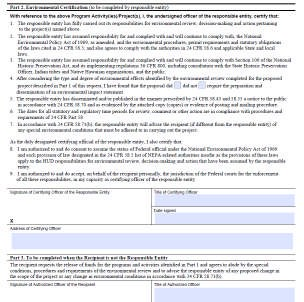 Part 2. Environmental Certification (to be completed by responsible entity)
With reference to the above Program Activity(ies)/Project(s), I, the undersigned officer of the responsible entity, certify that:
1. The responsible entity has fully carried out its responsibilities for environmental review, decision-making and action pertaining
to the project(s) named above.
2. The responsible entity has assumed responsibility for and complied with and will continue to comply with, the National
Environmental Policy Act of 1969, as amended, and the environmental procedures, permit requirements and statutory obligations
of the laws cited in 24 CFR 58.5; and also agrees to comply with the authorities in 24 CFR 58.6 and applicable State and local
laws.
3. The responsible entity has assumed responsibility for and complied with and will continue to comply with Section 106 of the National
Historic Preservation Act, and its implementing regulations 36 CFR 800, including consultation with the State Historic Preservation
Officer, Indian tribes and Native Hawaiian organizations, and the public.
4. After considering the type and degree of environmental effects identified by the environmental review completed for the proposed
project described in Part 1 of this request, I have found that the proposal did did not require the preparation and
dissemination of an environmental impact statement.
5. The responsible entity has disseminated and/or published in the manner prescribed by 24 CFR 58.43 and 58.55 a notice to the public
in accordance with 24 CFR 58.70 and as evidenced by the attached copy (copies) or evidence of posting and mailing procedure.
6. The dates for all statutory and regulatory time periods for review, comment or other action are in compliance with procedures and
requirements of 24 CFR Part 58.
7. In accordance with 24 CFR 58.71(b), the responsible entity will advise the recipient (if different from the responsible entity) of
any special environmental conditions that must be adhered to in carrying out the project.
As the duly designated certifying official of the responsible entity, I also certify that:
8. I am authorized to and do consent to assume the status of Federal official under the National Environmental Policy Act of 1969
and each provision of law designated in the 24 CFR 58.5 list of NEPA-related authorities insofar as the provisions of these laws
apply to the HUD responsibilities for environmental review, decision-making and action that have been assumed by the responsible
entity.
9. I am authorized to and do accept, on behalf of the recipient personally, the jurisdiction of the Federal courts for the enforcement
of all these responsibilities, in my capacity as certifying officer of the responsible entity.
Signature of Certifying Officer of the Responsible Entity
Title of Certifying Officer
Date signed
X
Address of Certifying Officer
Part 3. To be completed when the Recipient is not the Responsible Entity
The recipient requests the release of funds for the programs and activities identified in Part 1 and agrees to abide by the special
conditions, procedures and requirements of the environmental review and to advise the responsible entity of any proposed change in
the scope of the project or any change in environmental conditions in accordance with 24 CFR 58.71(b).
Signature of Authorized Officer of the Recipient
Title of Authorized Officer